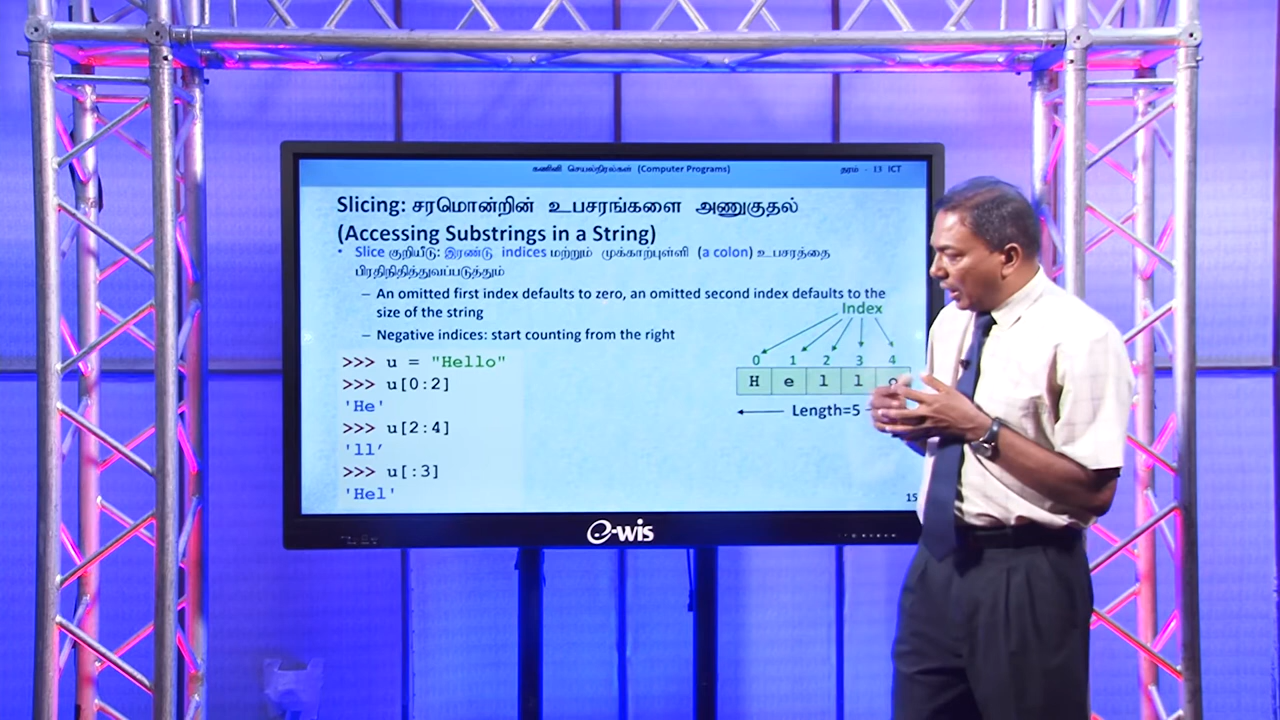 கணினி செயல்நிரல்கள் (Computer Programs) தரம் - 13 ICT
Slicing: சரமொன்றின் உபசரங்களை அணுகுதல்
(Accessing Substrings in a String)
• Slice குறியீடு: இரண்டு indices மற்றும் முக்காற்புள்ளி (a colon) உபசரத்தை
பிரதிநிதித்துவப்படுத்தும்
– An omitted first index defaults to zero, an omitted second index defaults to the
size of the string
– Negative indices: start counting from the right
Index
0 1 2 3 4
H e l l o
Length=5
>>> u = "Hello"
>>> u[0:2]
'He'
>>> u[2:4]
'll’
>>> u[:3]
'Hel'
15
e-wis